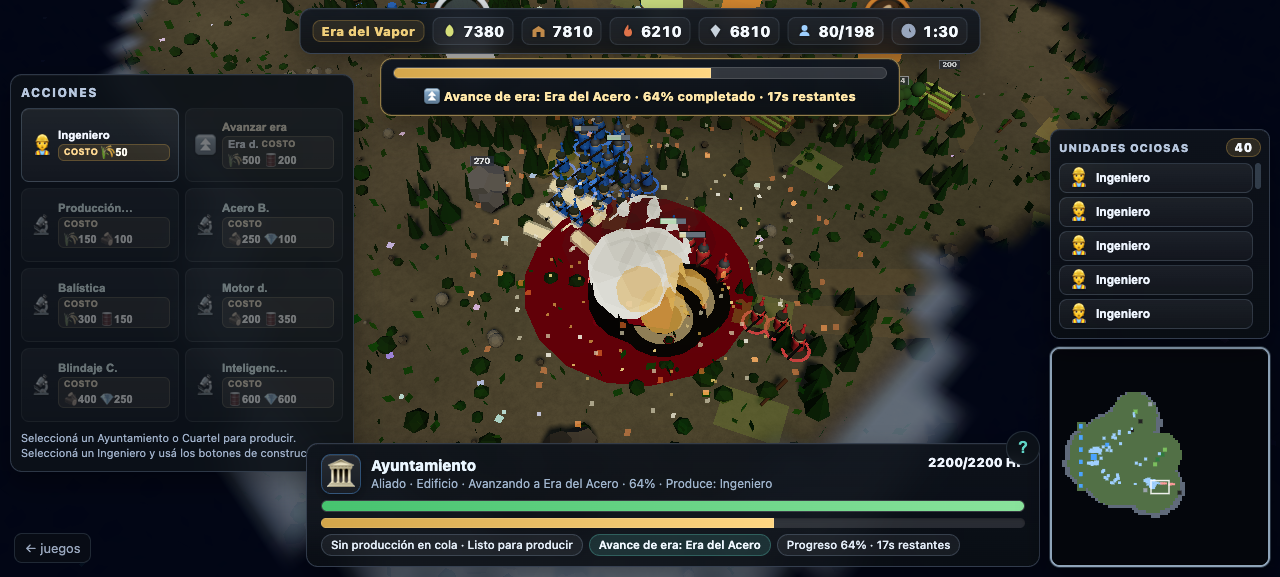 Era del Vapor 7380 7810 6210 6810 80/198 1:30
Avance de era: Era del Acero · 64% completado · 17s restantes
ACCIONES
Ingeniero
COSTO 50
Avanzar era
Era d. COSTO
500 200
Producción...
COSTO
150 100
Acero B.
COSTO
250 100
Balística
COSTO
300 150
Motor d.
COSTO
200 350
Blindaje C.
COSTO
400 250
Inteligenc...
COSTO
600 600
Seleccioná un Ayuntamiento o Cuartel para producir.
Seleccioná un Ingeniero y usá los botones de construc
← juegos
200
4
270
UNIDADES OCIOSAS 40
Ingeniero
Ingeniero
Ingeniero
Ingeniero
Ingeniero
?
Ayuntamiento
2200/2200 HP
Aliado · Edificio · Avanzando a Era del Acero · 64% · Produce: Ingeniero
Sin producción en cola · Listo para producir
Avance de era: Era del Acero
Progreso 64% · 17s restantes